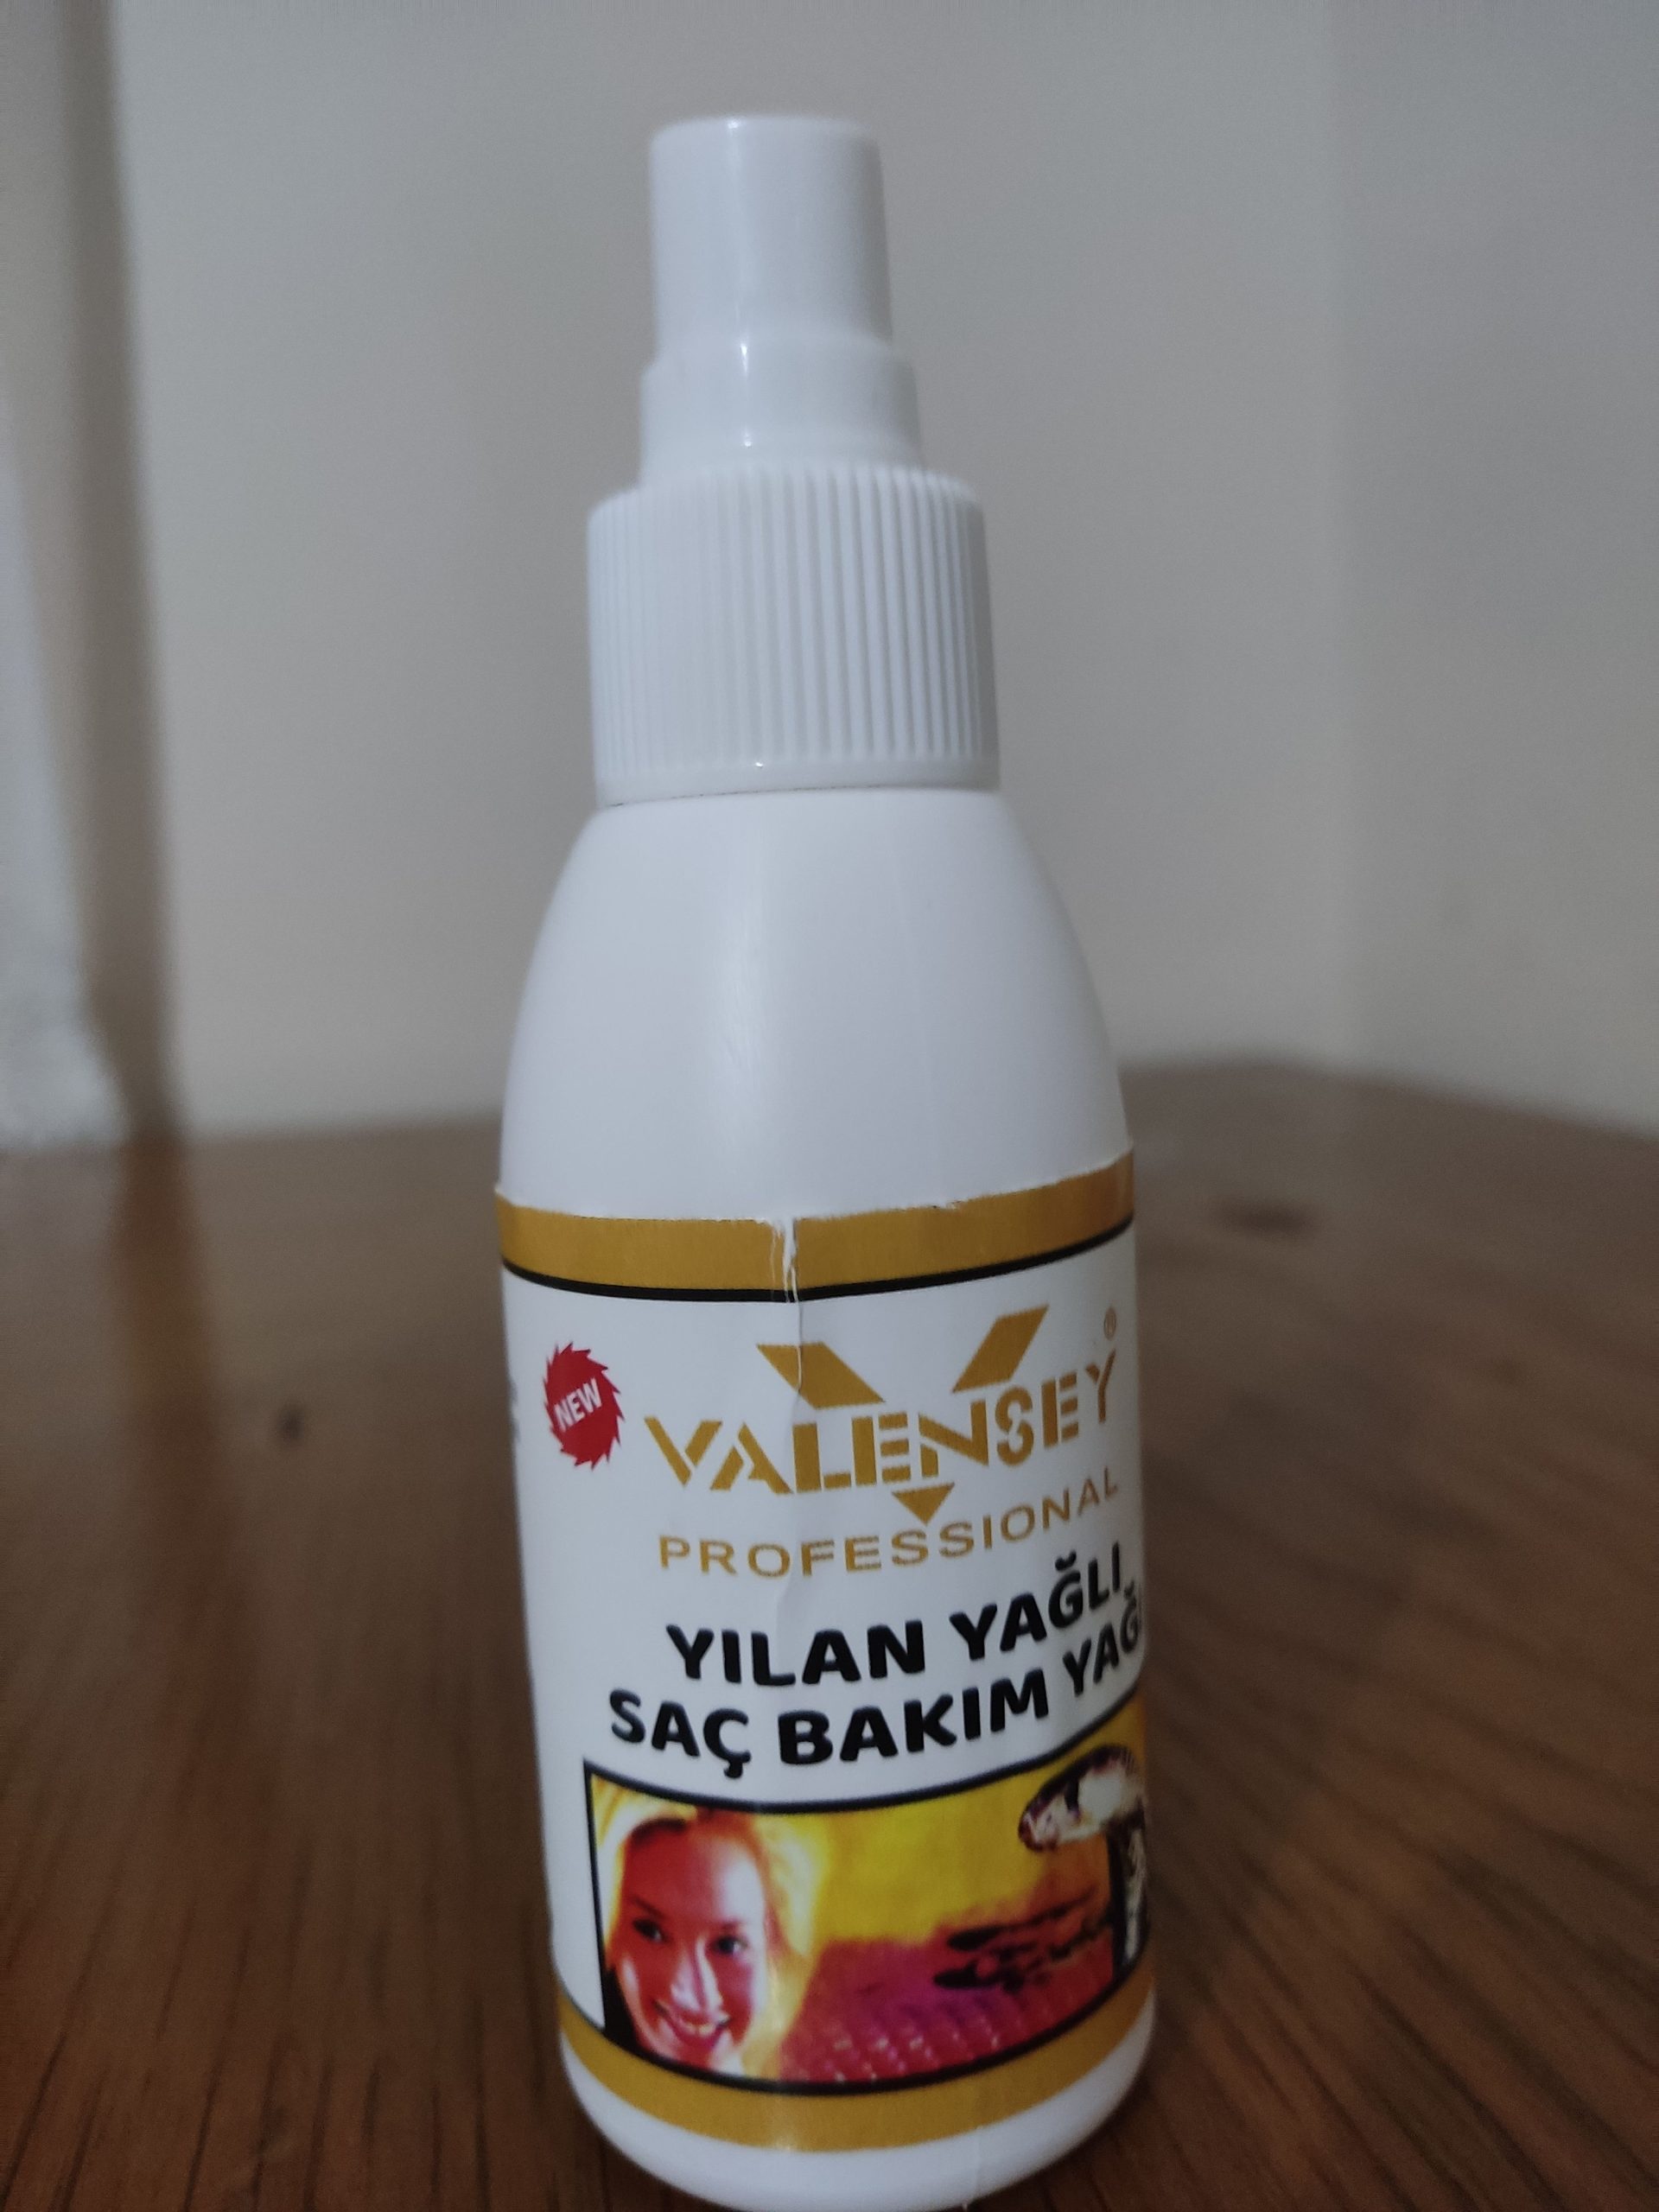 NEW
VALENSEY®
PROFESSIONAL
YILAN YAĞLI
SAÇ BAKIM